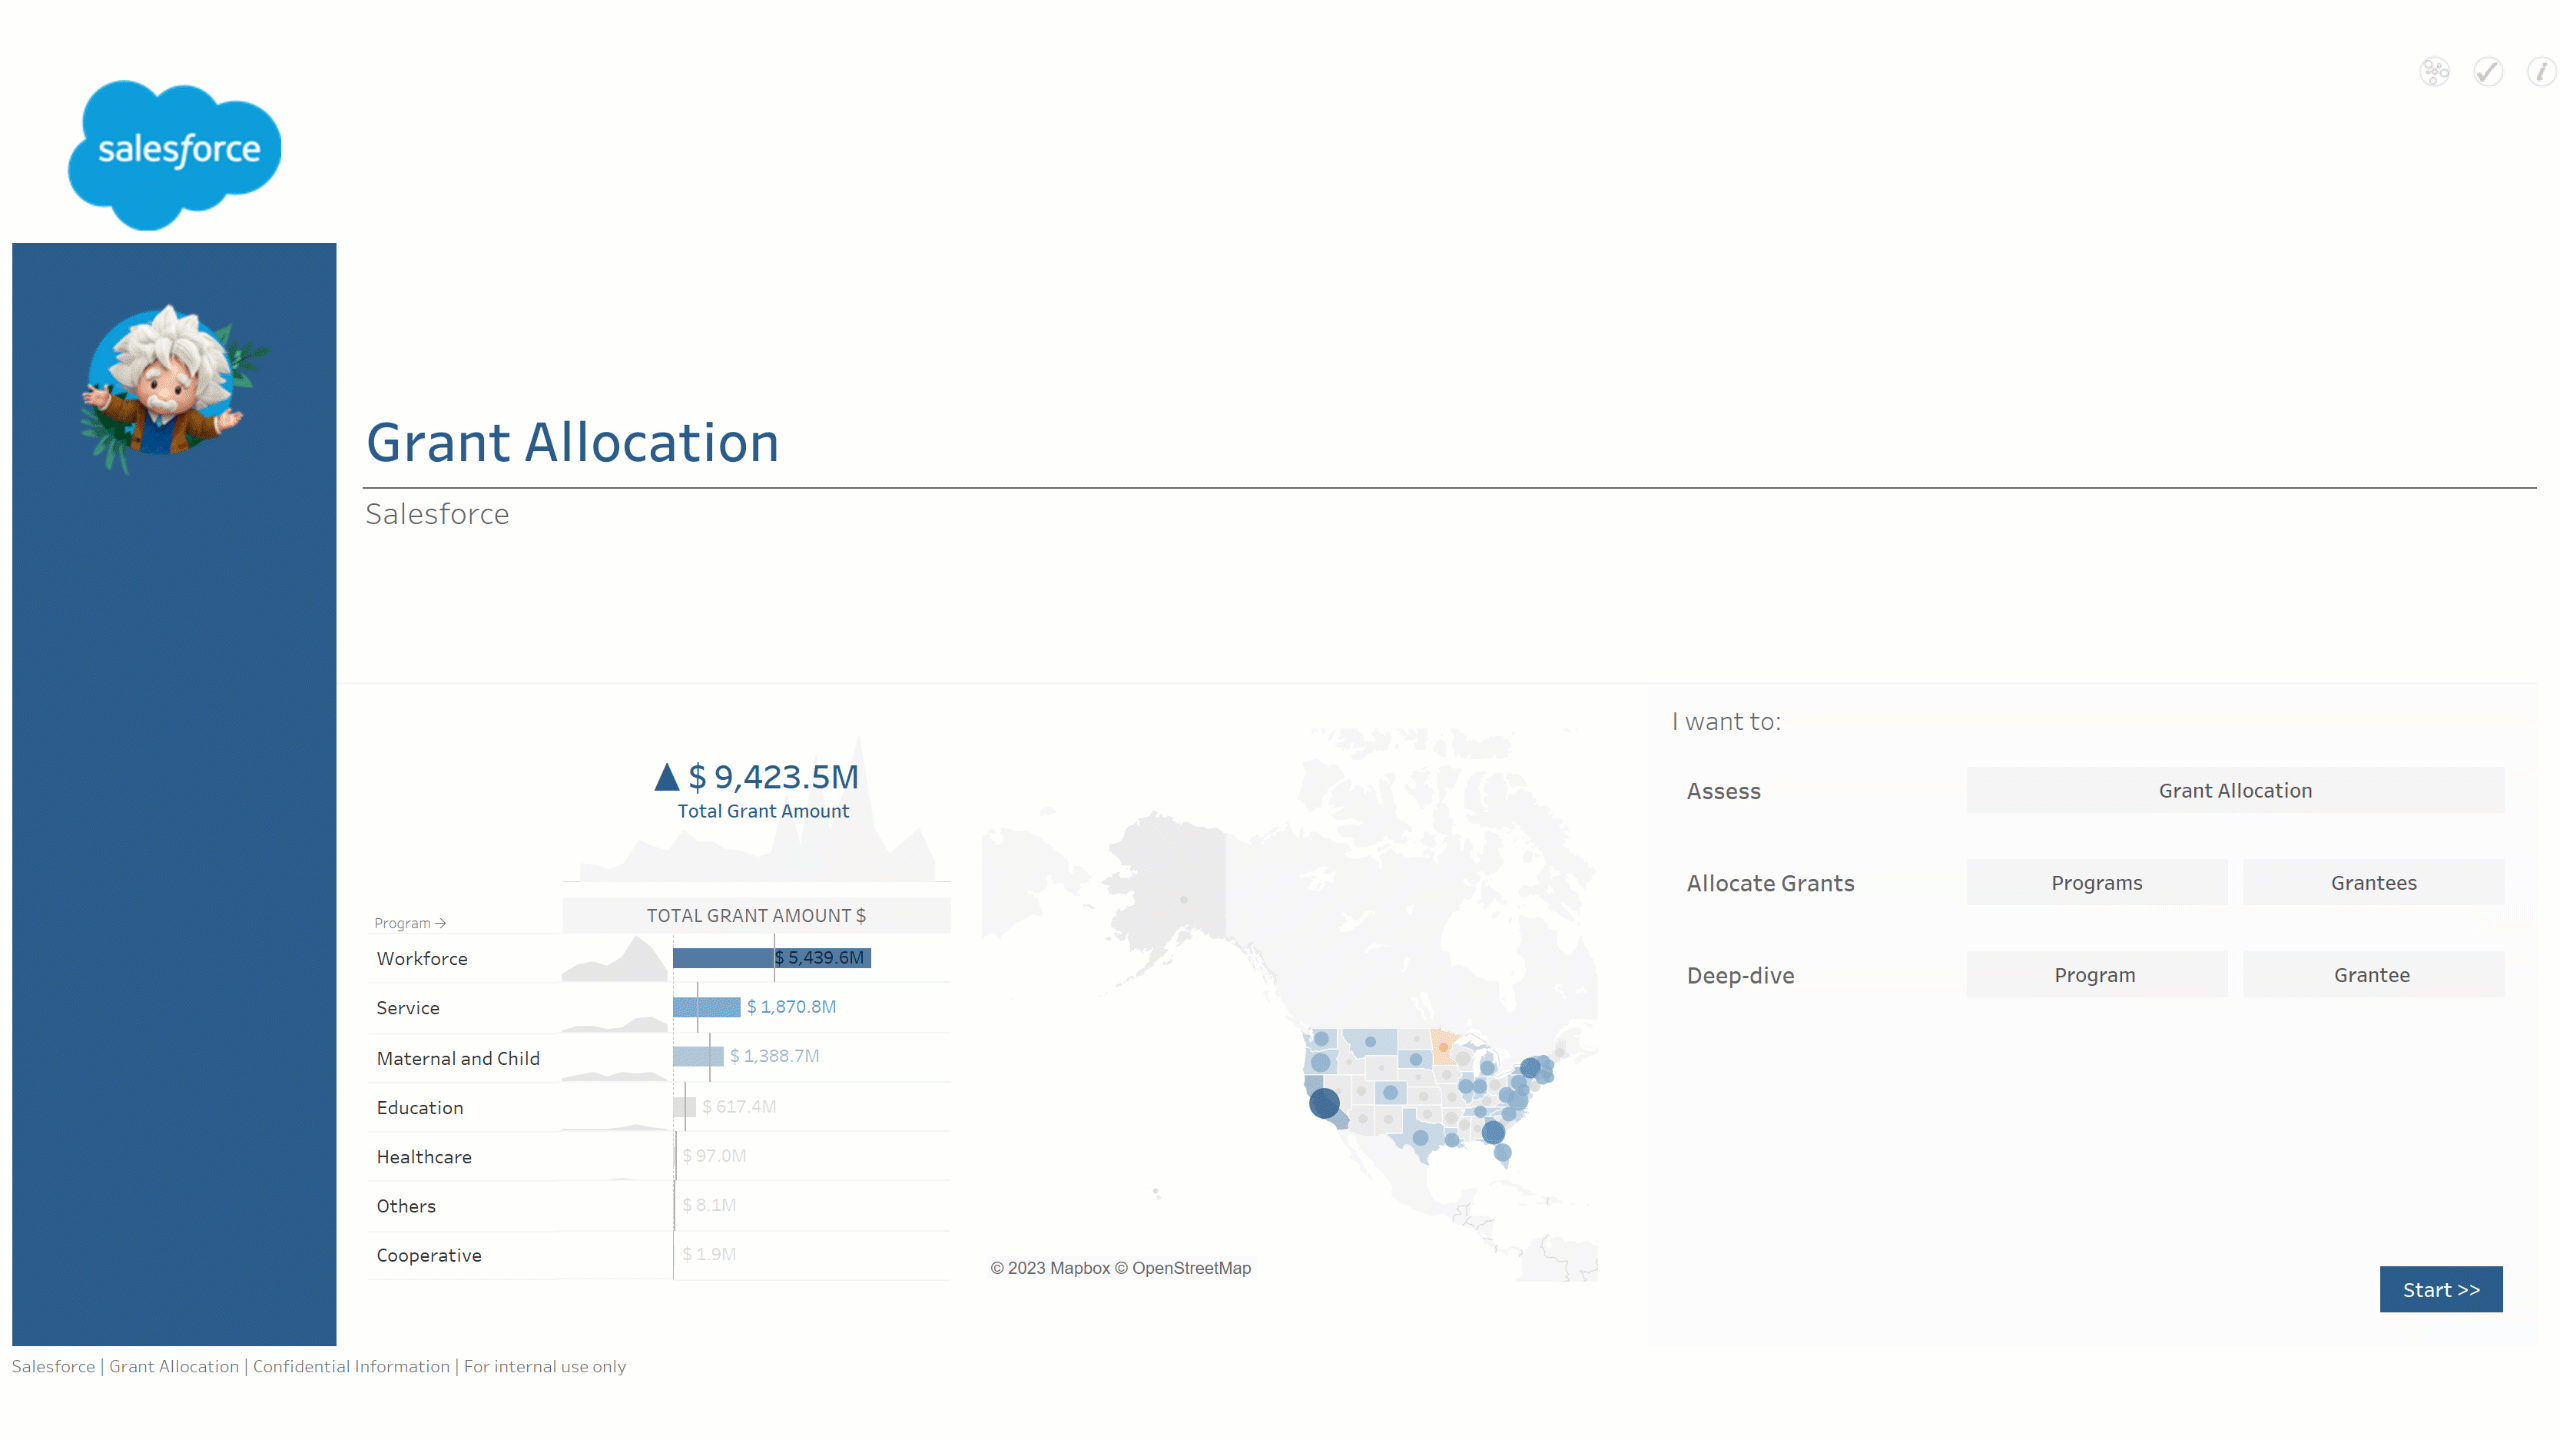 salesforce
Grant Allocation
Salesforce
▲ $ 9,423.5M
Total Grant Amount
Program →
TOTAL GRANT AMOUNT $
Workforce $ 5,439.6M
Service $ 1,870.8M
Maternal and Child $ 1,388.7M
Education $ 617.4M
Healthcare $ 97.0M
Others $ 8.1M
Cooperative $ 1.9M
© 2023 Mapbox © OpenStreetMap
I want to:
Assess Grant Allocation
Allocate Grants Programs Grantees
Deep-dive Program Grantee
Start >>
Salesforce | Grant Allocation | Confidential Information | For internal use only